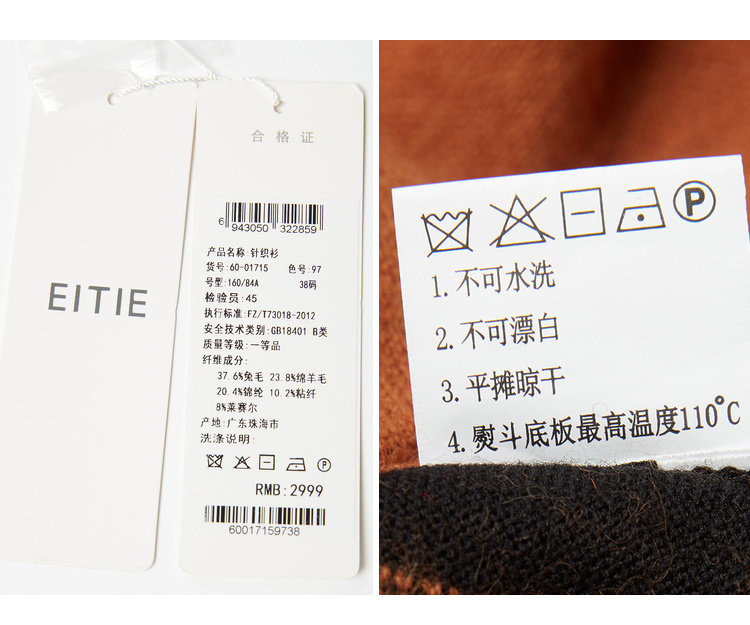 EITIE
合格证
6 943050 322859
产品名称:针织衫
货号:60-01715 色号:97
号型:160/84A 38码
检验员:45
执行标准:FZ/T73018-2012
安全技术类别:GB18401 B类
质量等级:一等品
纤维成分:
37.6%兔毛 23.8%绵羊毛
20.4%锦纶 10.2%粘纤
8%莱赛尔
产地:广东珠海市
洗涤说明:
P
RMB:2999
60017159738
P
1.不可水洗
2.不可漂白
3.平摊晾干
4.熨斗底板最高温度110°C